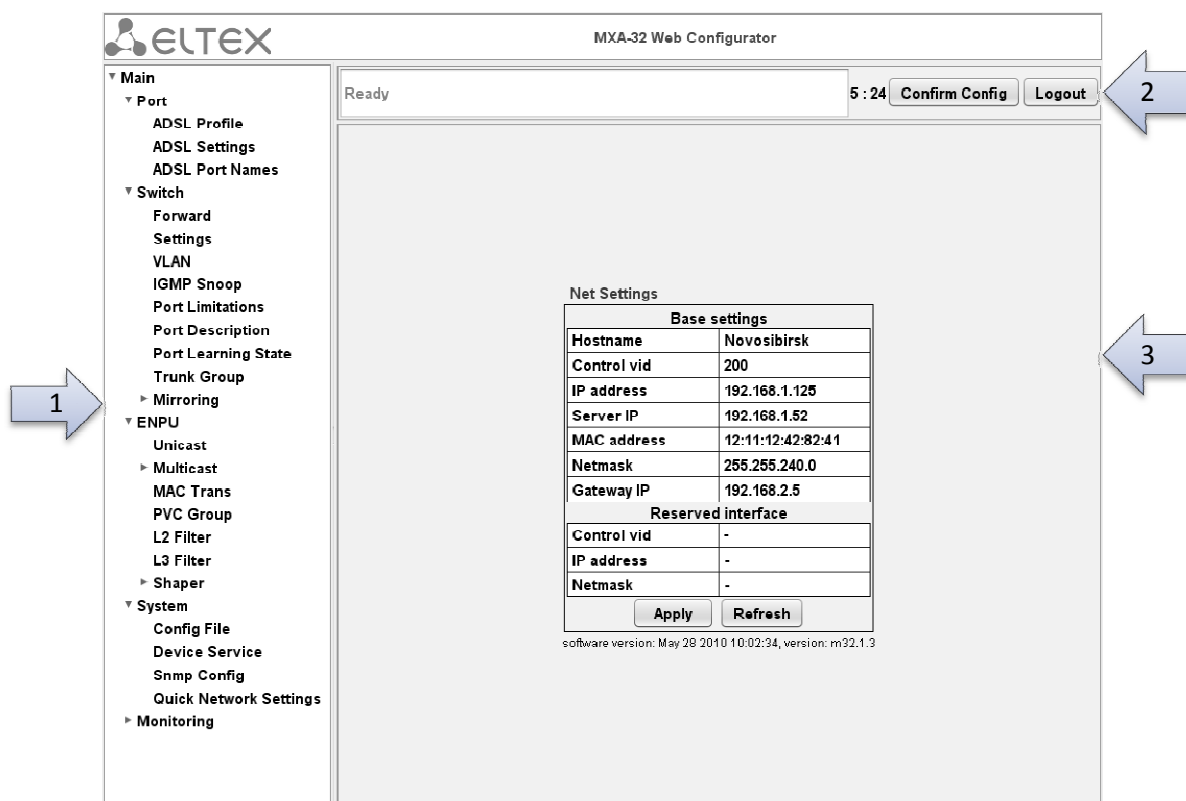 ELTEX
MXA-32 Web Configurator
Main
Port
ADSL Profile
ADSL Settings
ADSL Port Names
Switch
Forward
Settings
VLAN
IGMP Snoop
Port Limitations
Port Description
Port Learning State
Trunk Group
Mirroring
ENPU
Unicast
Multicast
MAC Trans
PVC Group
L2 Filter
L3 Filter
Shaper
System
Config File
Device Service
Snmp Config
Quick Network Settings
Monitoring
1
Ready
5 : 24 Confirm Config Logout
2
Net Settings
Base settings
Hostname Novosibirsk
Control vid 200
IP address 192.168.1.125
Server IP 192.168.1.52
MAC address 12:11:12:42:82:41
Netmask 255.255.240.0
Gateway IP 192.168.2.5
Reserved interface
Control vid -
IP address -
Netmask -
Apply Refresh
software version: May 28 2010 10:02:34, version: m32.1.3
3